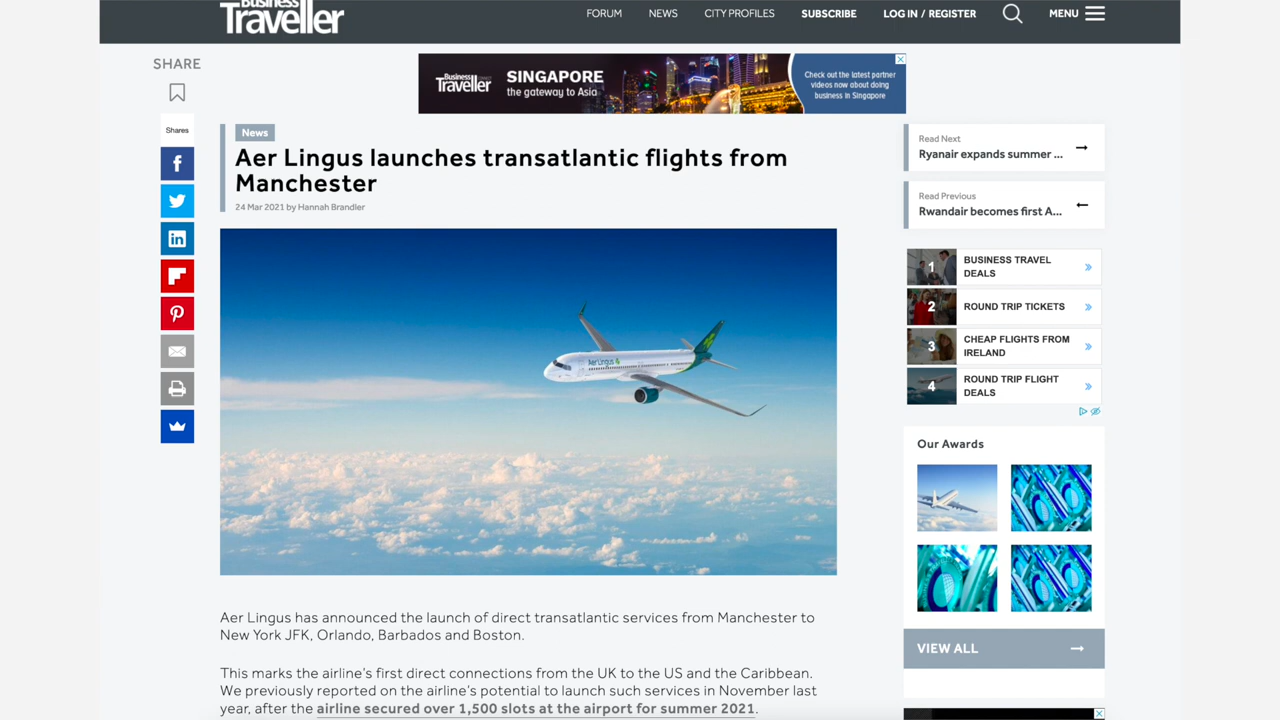 Business
Traveller
FORUM
NEWS
CITY PROFILES
SUBSCRIBE
LOG IN / REGISTER
MENU
SHARE
Shares
Business
Traveller
SINGAPORE
the gateway to Asia
Check out the latest partner
videos now about doing
business in Singapore
News
Aer Lingus launches transatlantic flights from
Manchester
24 Mar 2021 by Hannah Brandler
Aer Lingus
Aer Lingus has announced the launch of direct transatlantic services from Manchester to
New York JFK, Orlando, Barbados and Boston.
This marks the airline's first direct connections from the UK to the US and the Caribbean.
We previously reported on the airline's potential to launch such services in November last
year, after the airline secured over 1,500 slots at the airport for summer 2021.
Read Next
Ryanair expands summer ...
Read Previous
Rwandair becomes first A...
1
BUSINESS TRAVEL
DEALS
2
ROUND TRIP TICKETS
3
CHEAP FLIGHTS FROM
IRELAND
4
ROUND TRIP FLIGHT
DEALS
Our Awards
VIEW ALL